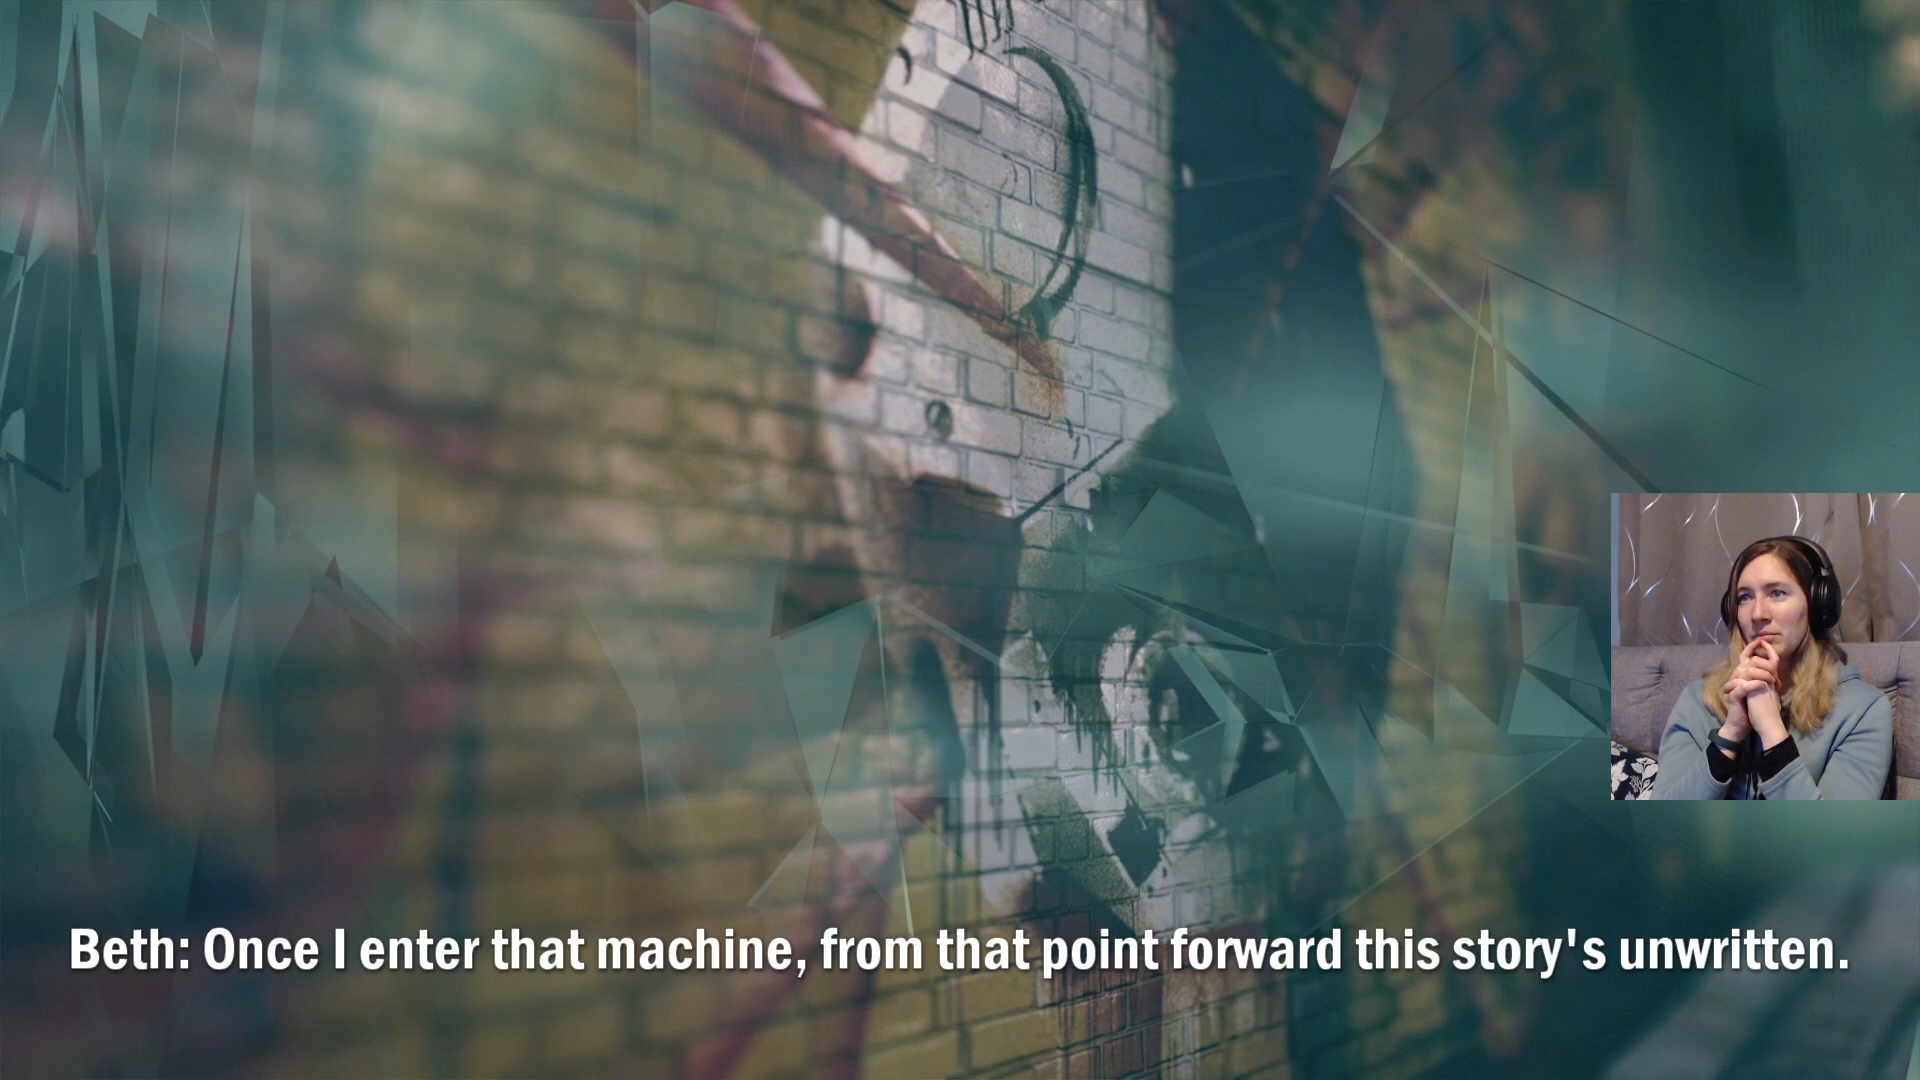 Beth: Once I enter that machine, from that point forward this story's unwritten.